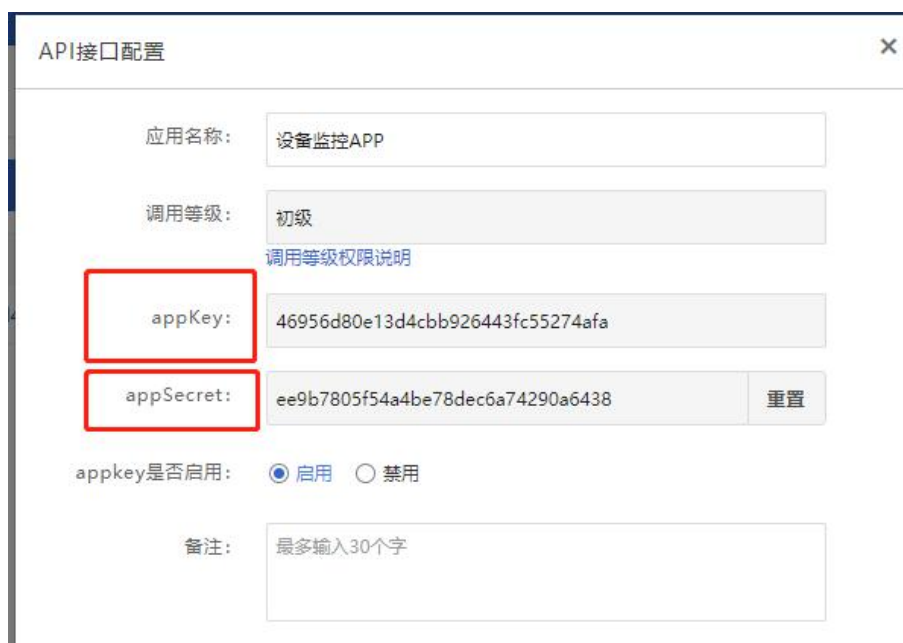 API接口配置
×
应用名称:
设备监控APP
调用等级:
初级
调用等级权限说明
appKey:
46956d80e13d4cbb926443fc55274afa
appSecret:
ee9b7805f54a4be78dec6a74290a6438
重置
appkey是否启用:
启用
禁用
备注:
最多输入30个字